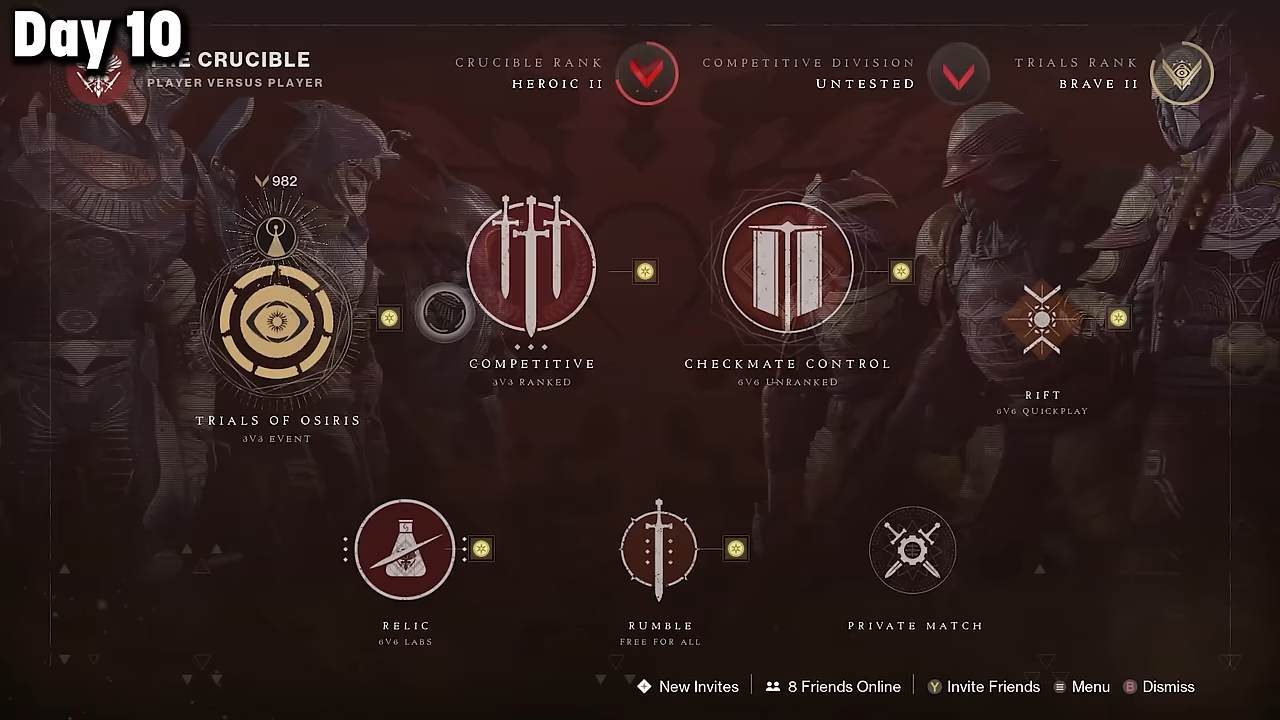 Day 10
THE CRUCIBLE
PLAYER VERSUS PLAYER
CRUCIBLE RANK
HEROIC II
COMPETITIVE DIVISION
UNTESTED
TRIALS RANK
BRAVE II
982
TRIALS OF OSIRIS
3V3 EVENT
COMPETITIVE
3V3 RANKED
CHECKMATE CONTROL
6V6 UNRANKED
RIFT
6V6 QUICKPLAY
RELIC
6V6 LABS
RUMBLE
FREE FOR ALL
PRIVATE MATCH
New Invites 8 Friends Online Y Invite Friends Menu B Dismiss